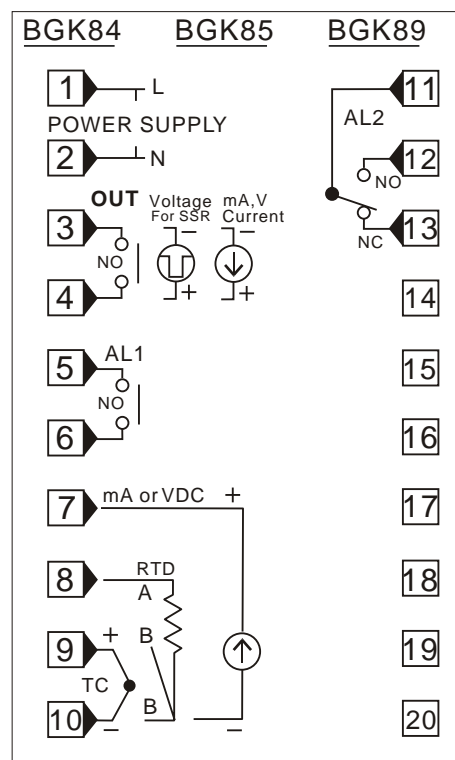 BGK84 BGK85 BGK89
1 L
POWER SUPPLY
2 N
OUT Voltage For SSR mA,V Current
3 NO − −
4 + +
5 AL1
NO
6
7 mA or VDC +
8 RTD
A
B
9 +
TC
10 − B −
11
AL2
12
NO
13
NC
14
15
16
17
18
19
20